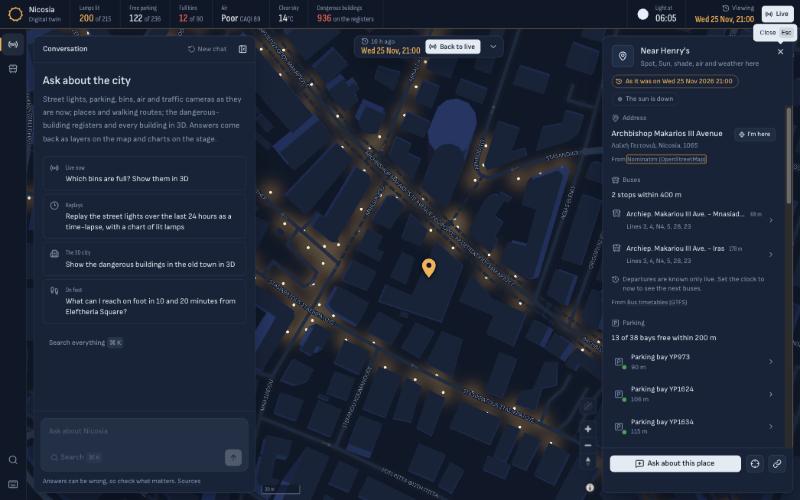 Nicosia
Digital twin
Lamps lit
200 of 215
Free parking
122 of 236
Full bins
12 of 90
Air
Poor CAQI 89
Clear sky
14°C
Dangerous buildings
936 on the registers
Light at
06:05
Viewing
Wed 25 Nov, 21:00
Live
Close Esc
Conversation
New chat
Ask about the city
Street lights, parking, bins, air and traffic cameras as they
are now; places and walking routes; the dangerous-
building registers and every building in 3D. Answers come
back as layers on the map and charts on the stage.
Live now
Which bins are full? Show them in 3D
Replays
Replay the street lights over the last 24 hours as a
time-lapse, with a chart of lit lamps
The 3D city
Show the dangerous buildings in the old town in 3D
On foot
What can I reach on foot in 10 and 20 minutes from
Eleftheria Square?
Search everything ⌘ K
Ask about Nicosia
Search ⌘ K
Answers can be wrong, so check what matters. Sources
10 h ago
Wed 25 Nov, 21:00
Back to live
Near Henry's
Spot, Sun, shade, air and weather here
As it was on Wed 25 Nov 2026 21:00
The sun is down
Address
Archbishop Makarios III Avenue
I'm here
Nicosia, 1065
From Nominatim (OpenStreetMap)
Buses
2 stops within 400 m
Archiep. Makariou III Ave. - Mnasiad...
Lines 3, N4, 5, 28, 23
Archiep. Makariou III Ave. - Iras
Lines 3, N4, 5, 28, 23
Departures are known only live. Set the clock to
now to see the next buses.
From Bus timetables (GTFS)
Parking
13 of 38 bays free within 200 m
Parking bay YP973
90 m
Parking bay YP1624
106 m
Parking bay YP1634
115 m
Ask about this place